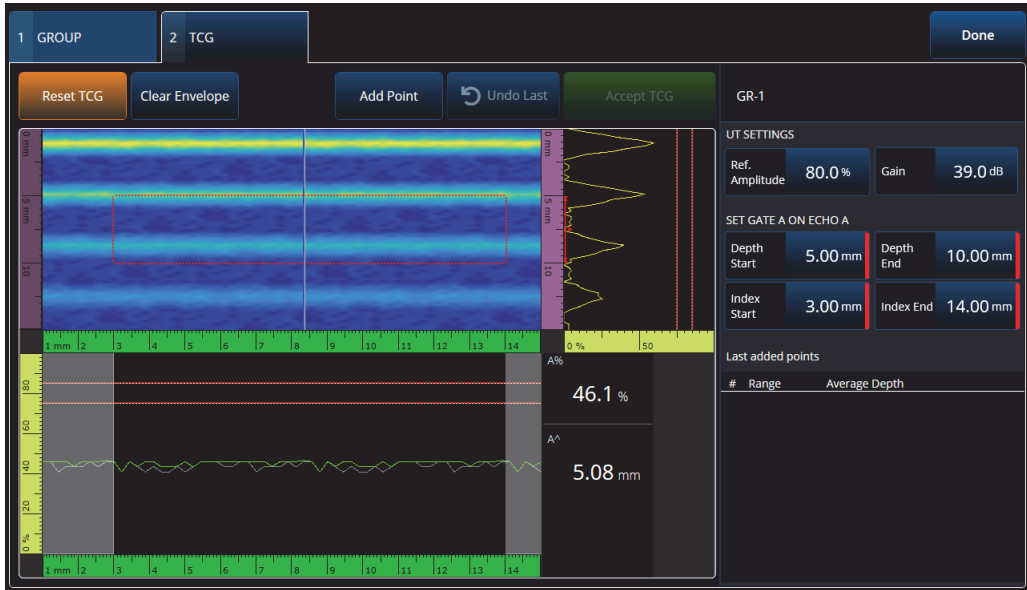 1 GROUP
2 TCG
Done
Reset TCG
Clear Envelope
Add Point
Undo Last
Accept TCG
GR-1
UT SETTINGS
Ref. Amplitude 80.0 %
Gain 39.0 dB
SET GATE A ON ECHO A
Depth Start 5.00 mm
Depth End 10.00 mm
Index Start 3.00 mm
Index End 14.00 mm
Last added points
# Range Average Depth
0 mm
5 mm
10
0 mm
5 mm
10
1 mm 2 3 4 5 6 7 8 9 10 11 12 13 14
0 % 50
80
60
40
20
0 %
A%
46.1 %
A^
5.08 mm
1 mm 2 3 4 5 6 7 8 9 10 11 12 13 14